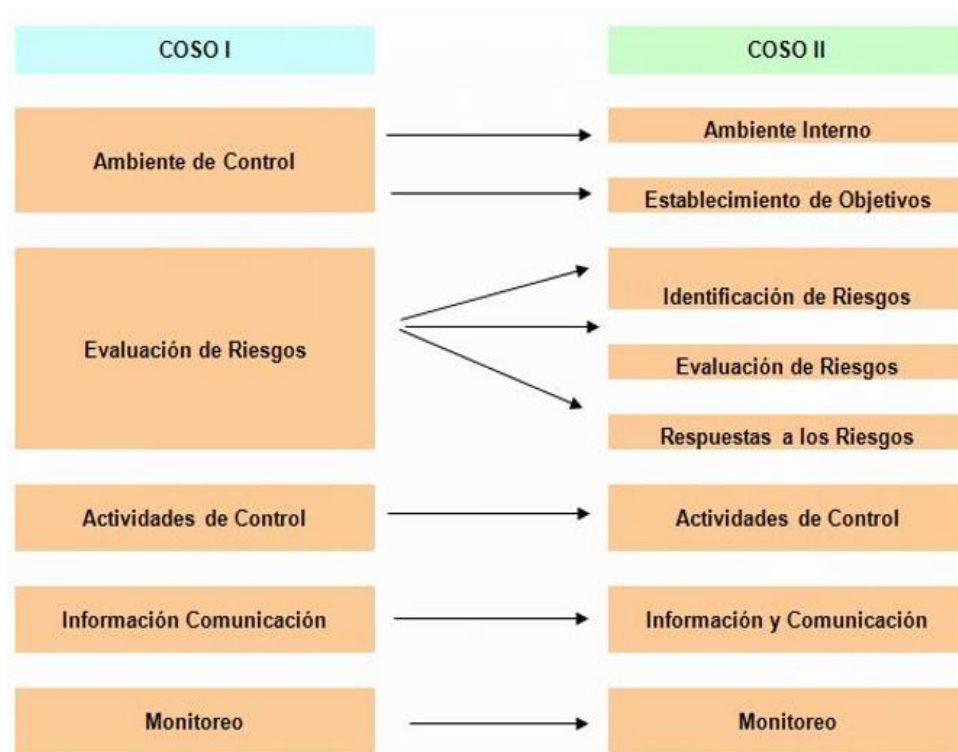 COSO I
COSO II
Ambiente de Control
Ambiente Interno
Establecimiento de Objetivos
Evaluación de Riesgos
Identificación de Riesgos
Evaluación de Riesgos
Respuestas a los Riesgos
Actividades de Control
Actividades de Control
Información Comunicación
Información y Comunicación
Monitoreo
Monitoreo